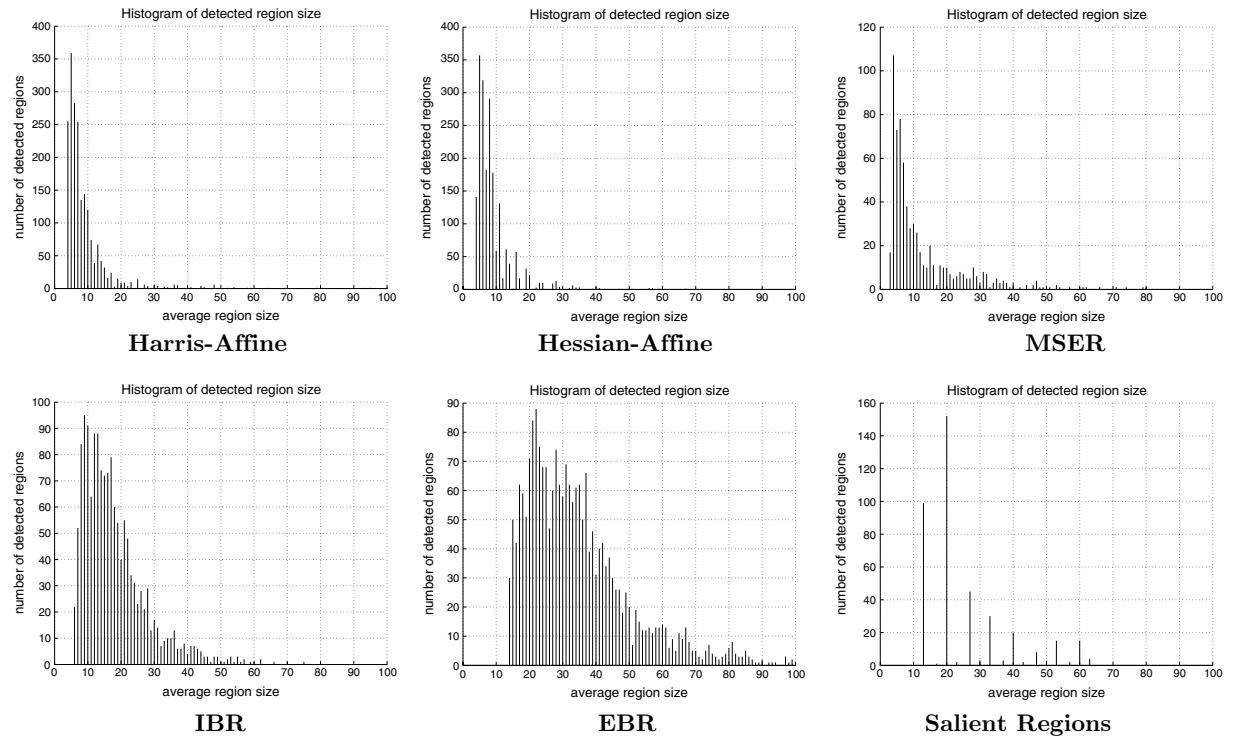 Histogram of detected region size
400
350
300
250
200
150
100
50
0
0 10 20 30 40 50 60 70 80 90 100
number of detected regions
average region size
Harris-Affine
Histogram of detected region size
400
350
300
250
200
150
100
50
0
0 10 20 30 40 50 60 70 80 90 100
number of detected regions
average region size
Hessian-Affine
Histogram of detected region size
120
100
80
60
40
20
0
0 10 20 30 40 50 60 70 80 90 100
number of detected regions
average region size
MSER
Histogram of detected region size
100
90
80
70
60
50
40
30
20
10
0
0 10 20 30 40 50 60 70 80 90 100
number of detected regions
average region size
IBR
Histogram of detected region size
90
80
70
60
50
40
30
20
10
0
0 10 20 30 40 50 60 70 80 90 100
number of detected regions
average region size
EBR
Histogram of detected region size
160
140
120
100
80
60
40
20
0
0 10 20 30 40 50 60 70 80 90 100
number of detected regions
average region size
Salient Regions